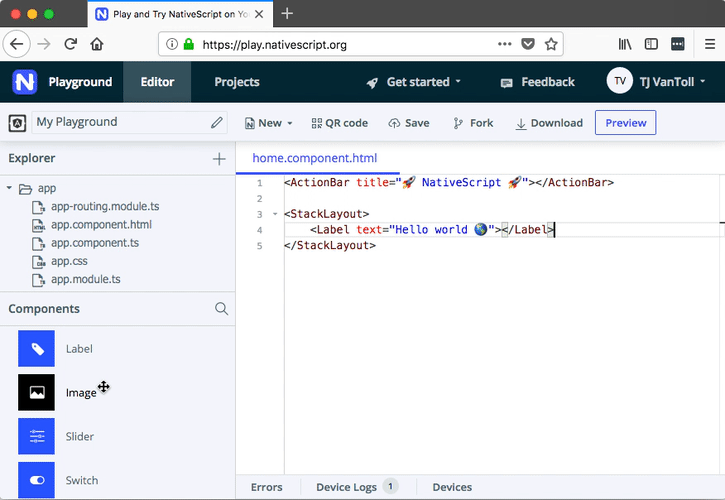 Play and Try NativeScript on Yo
https://play.nativescript.org
Playground
Editor
Projects
Get started
Feedback
TV
TJ VanToll
My Playground
New
QR code
Save
Fork
Download
Preview
Explorer
home.component.html
app
app-routing.module.ts
app.component.html
app.component.ts
app.css
app.module.ts
1 <ActionBar title="🚀 NativeScript 🚀"></ActionBar>
2
3 <StackLayout>
4 <Label text="Hello world 🌎"></Label>
5 </StackLayout>
Components
Label
Image
Slider
Switch
Errors
Device Logs 1
Devices